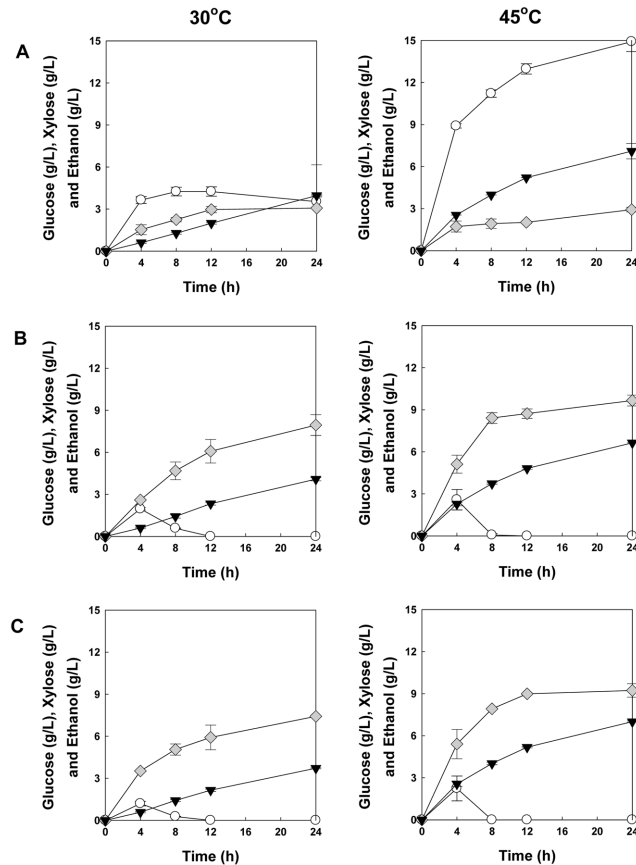 30°C 45°C
A
Glucose (g/L), Xylose (g/L)
and Ethanol (g/L)
15
12
9
6
3
0
0 4 8 12 16 20 24
Time (h)
Glucose (g/L), Xylose (g/L)
and Ethanol (g/L)
15
12
9
6
3
0
0 4 8 12 16 20 24
Time (h)
B
Glucose (g/L), Xylose (g/L)
and Ethanol (g/L)
15
12
9
6
3
0
0 4 8 12 16 20 24
Time (h)
Glucose (g/L), Xylose (g/L)
and Ethanol (g/L)
15
12
9
6
3
0
0 4 8 12 16 20 24
Time (h)
C
Glucose (g/L), Xylose (g/L)
and Ethanol (g/L)
15
12
9
6
3
0
0 4 8 12 16 20 24
Time (h)
Glucose (g/L), Xylose (g/L)
and Ethanol (g/L)
15
12
9
6
3
0
0 4 8 12 16 20 24
Time (h)